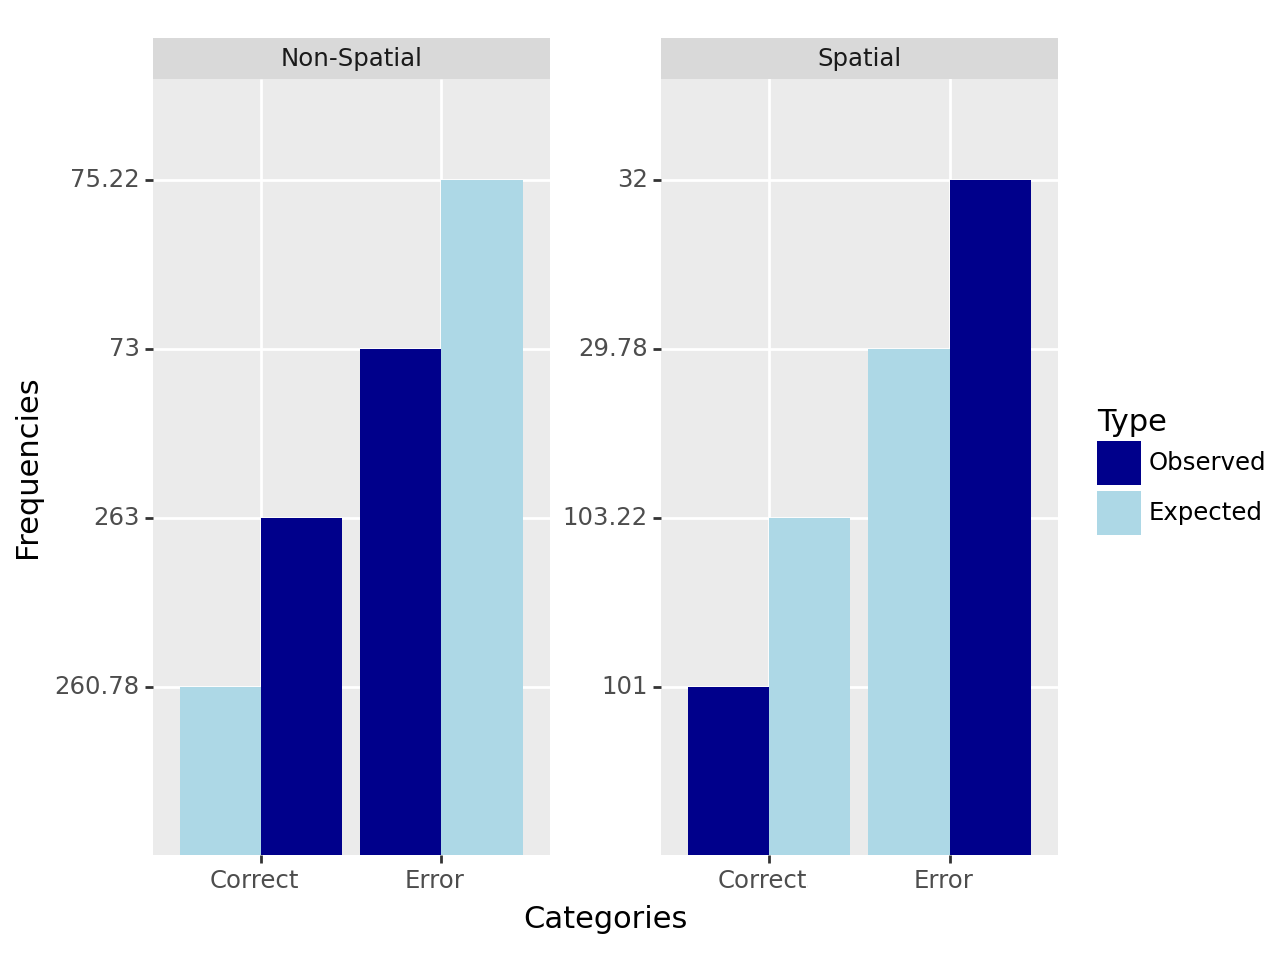 Non-Spatial
Spatial
Frequencies
75.22
73
263
260.78
32
29.78
103.22
101
Correct
Error
Correct
Error
Categories
Type
Observed
Expected